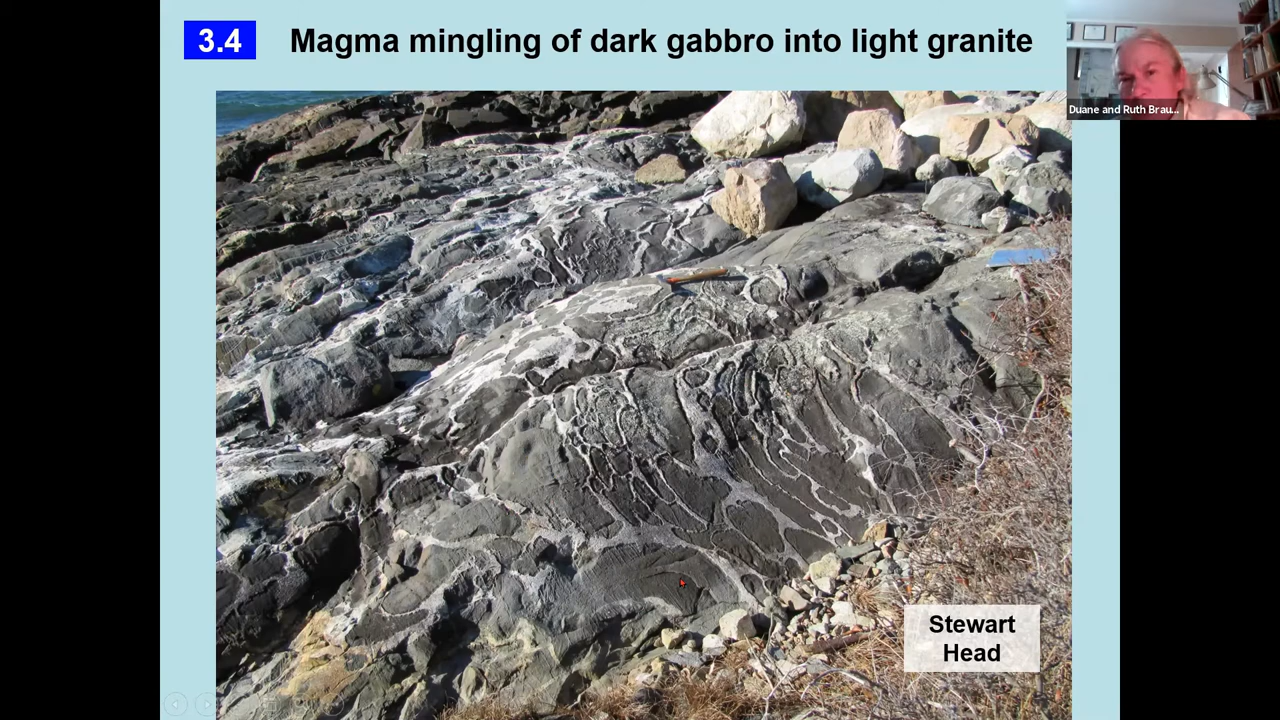 3.4 Magma mingling of dark gabbro into light granite
Duane and Ruth Brau...
Stewart
Head